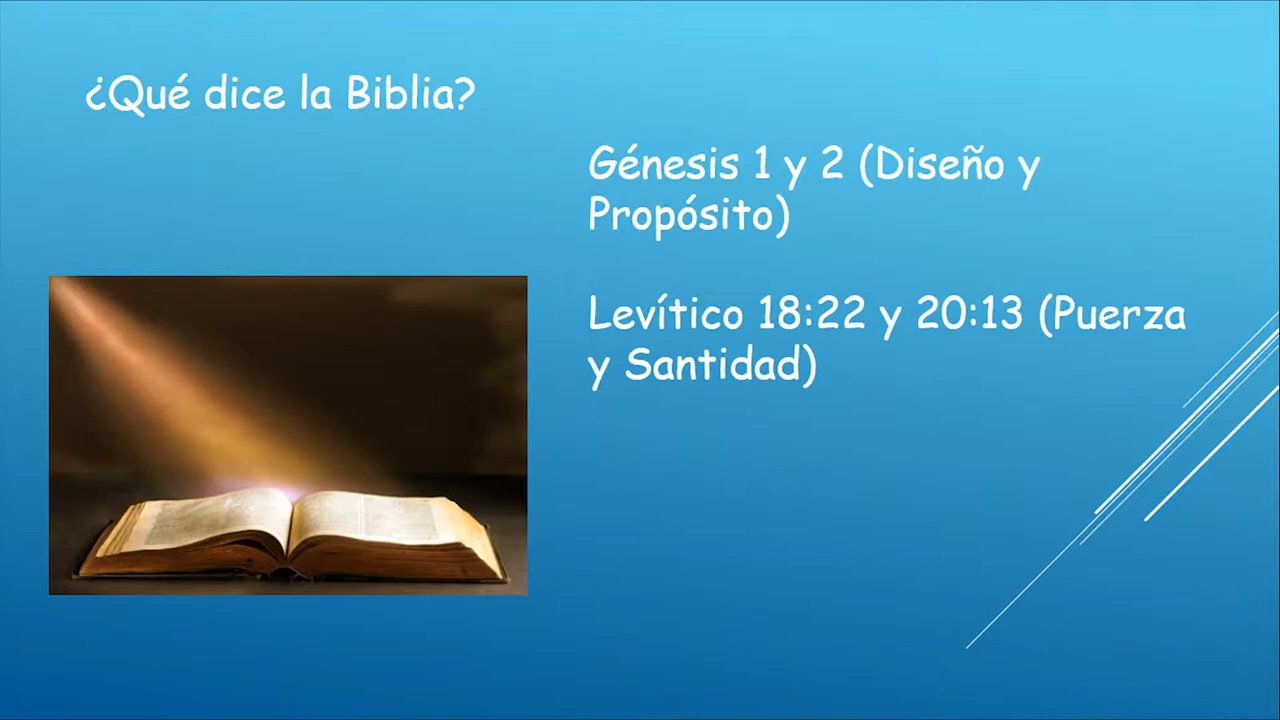 ¿Qué dice la Biblia?
Génesis 1 y 2 (Diseño y
Propósito)
Levítico 18:22 y 20:13 (Puerza
y Santidad)